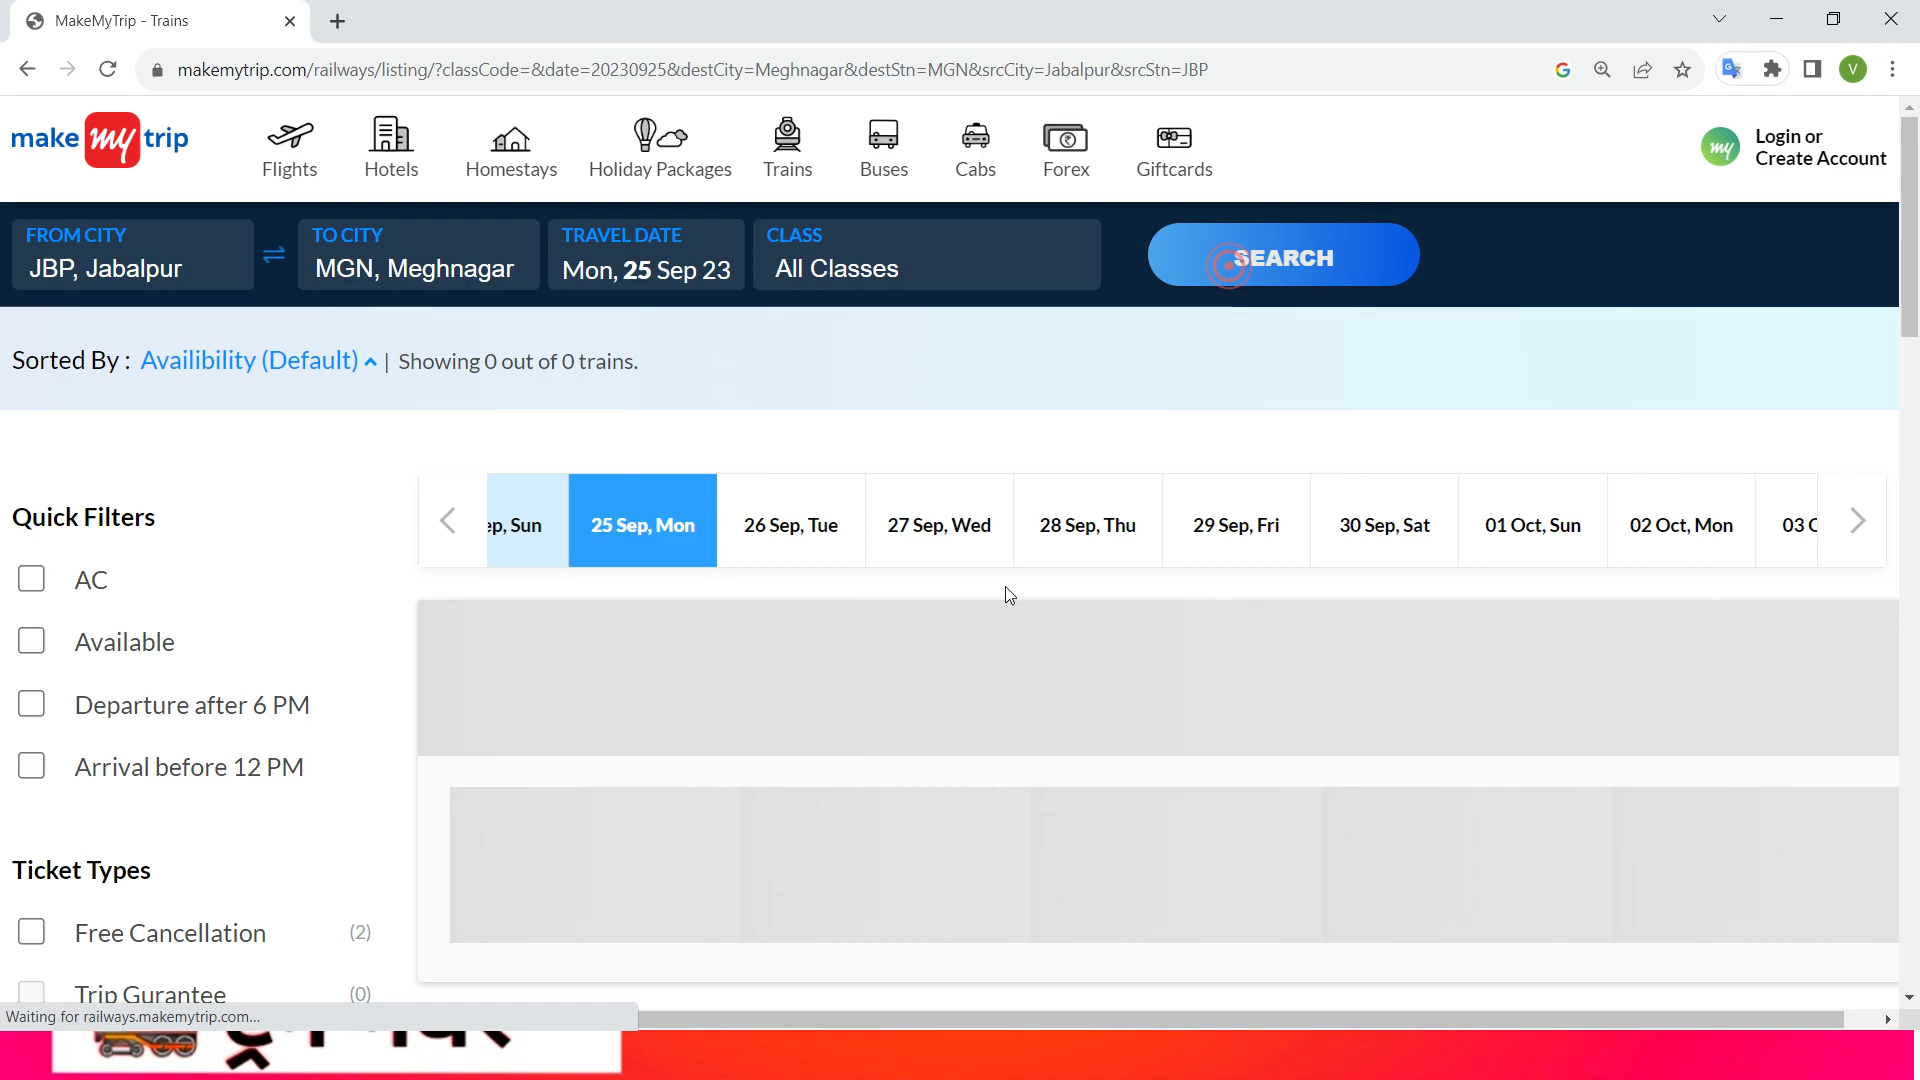 MakeMyTrip - Trains
makemytrip.com/railways/listing/?classCode=&date=20230925&destCity=Meghnagar&destStn=MGN&srcCity=Jabalpur&srcStn=JBP
V
make my trip
Flights
Hotels
Homestays
Holiday Packages
Trains
Buses
Cabs
Forex
Giftcards
my
Login or
Create Account
FROM CITY
JBP, Jabalpur
TO CITY
MGN, Meghnagar
TRAVEL DATE
Mon, 25 Sep 23
CLASS
All Classes
SEARCH
Sorted By : Availibility (Default) | Showing 0 out of 0 trains.
ep, Sun
25 Sep, Mon
26 Sep, Tue
27 Sep, Wed
28 Sep, Thu
29 Sep, Fri
30 Sep, Sat
01 Oct, Sun
02 Oct, Mon
03
Quick Filters
AC
Available
Departure after 6 PM
Arrival before 12 PM
Ticket Types
Free Cancellation (2)
Trip Gurantee (0)
Waiting for railways.makemytrip.com...